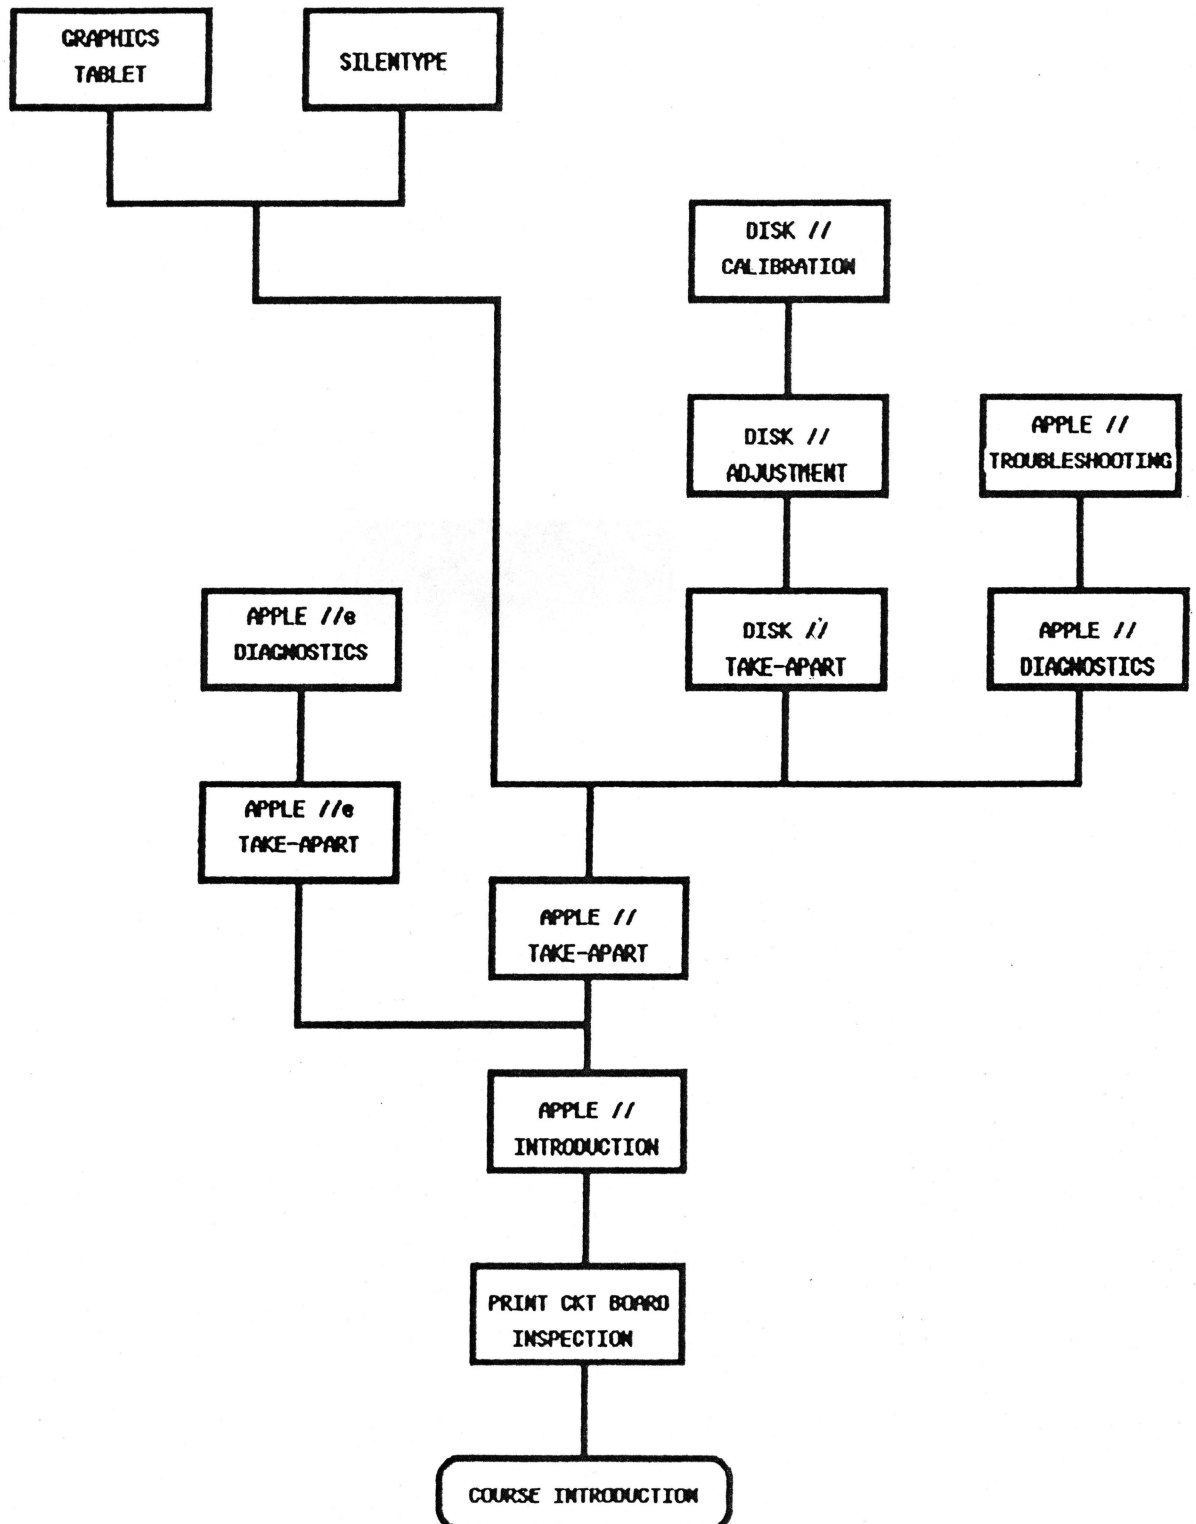 GRAPHICS
TABLET
SILENTYPE
DISK //
CALIBRATION
DISK //
ADJUSTMENT
APPLE //
TROUBLESHOOTING
APPLE //e
DIAGNOSTICS
DISK //
TAKE-APART
APPLE //
DIAGNOSTICS
APPLE //e
TAKE-APART
APPLE //
TAKE-APART
APPLE //
INTRODUCTION
PRINT CKT BOARD
INSPECTION
COURSE INTRODUCTION